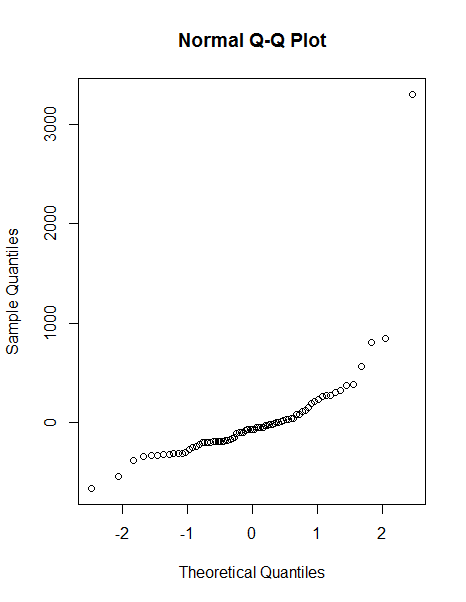 Normal Q-Q Plot
Sample Quantiles
3000
2000
1000
0
-2 -1 0 1 2
Theoretical Quantiles